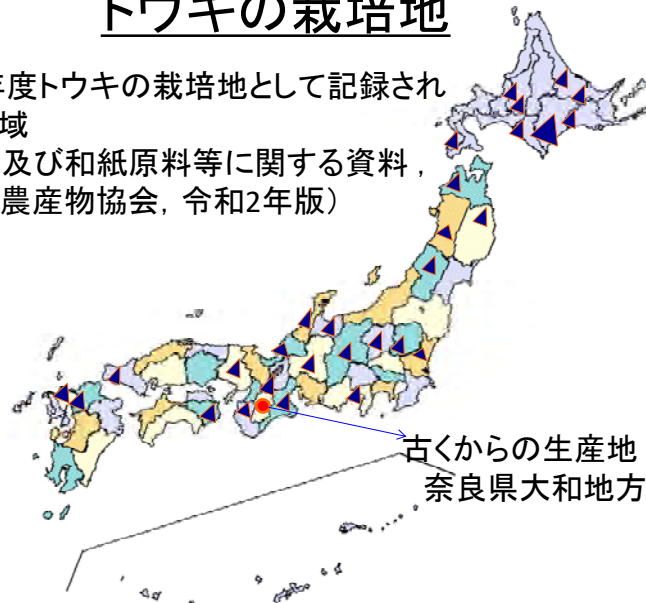 トウキの栽培地
年度トウキの栽培地として記録され
域
及び和紙原料等に関する資料，
農産物協会，令和2年版）
古くからの生産地
奈良県大和地方